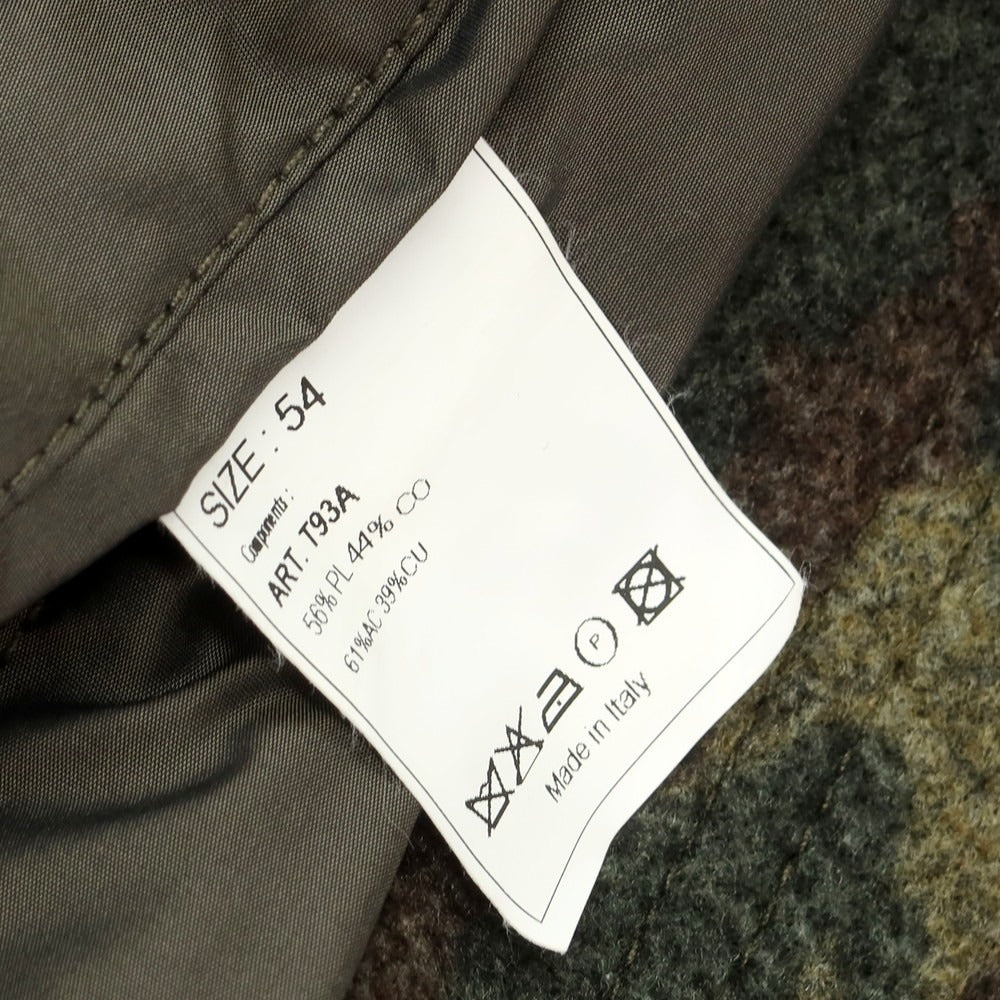 SIZE: 54
Components:
ART. T93A
56% PL 44% CO
61%AC 39%CU
P
Made in Italy